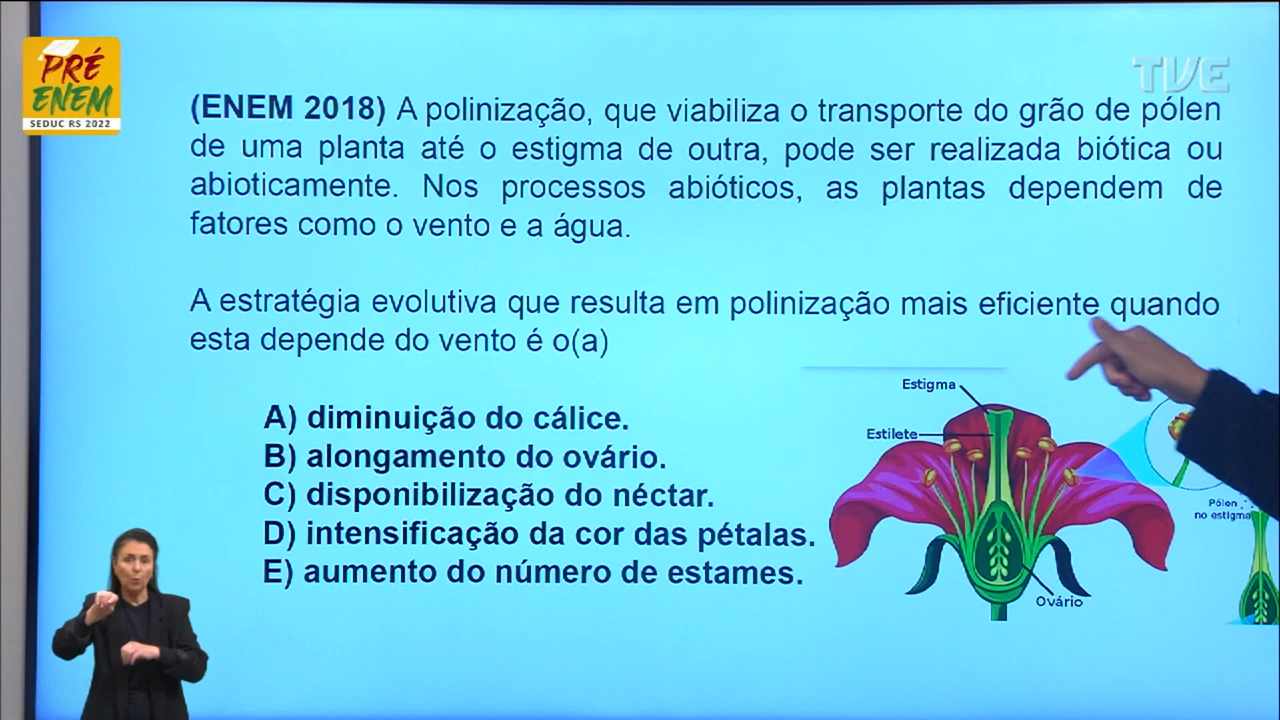 PRÉ
ENEM
SEDUC RS 2022
TVE
(ENEM 2018) A polinização, que viabiliza o transporte do grão de pólen
de uma planta até o estigma de outra, pode ser realizada biótica ou
abioticamente. Nos processos abióticos, as plantas dependem de
fatores como o vento e a água.
A estratégia evolutiva que resulta em polinização mais eficiente quando
esta depende do vento é o(a)
A) diminuição do cálice.
B) alongamento do ovário.
C) disponibilização do néctar.
D) intensificação da cor das pétalas.
E) aumento do número de estames.
Estigma
Estilete
Pólen
no estigma
Ovário